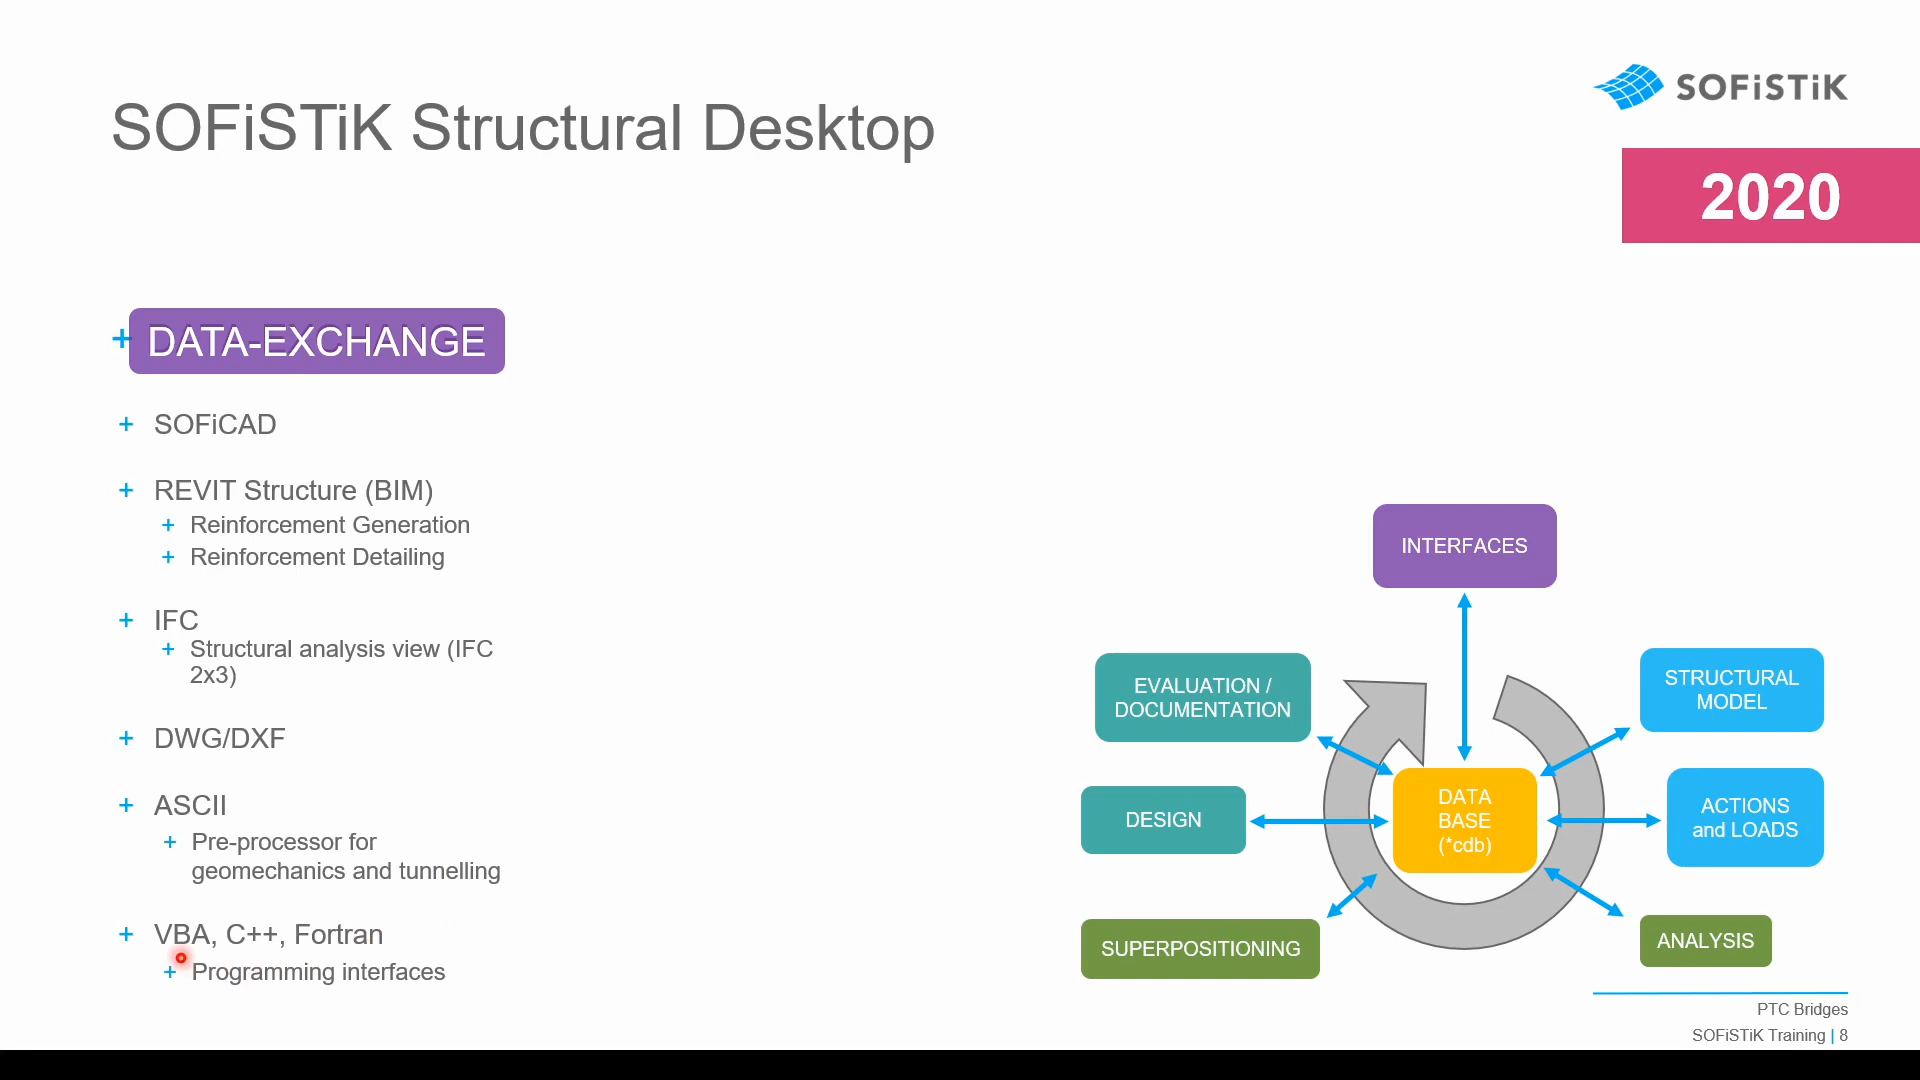 SOFiSTiK Structural Desktop
SOFiSTiK
2020
+ DATA-EXCHANGE
+ SOFiCAD
+ REVIT Structure (BIM)
+ Reinforcement Generation
+ Reinforcement Detailing
+ IFC
+ Structural analysis view (IFC
2x3)
+ DWG/DXF
+ ASCII
+ Pre-processor for
geomechanics and tunnelling
+ VBA, C++, Fortran
+ Programming interfaces
INTERFACES
EVALUATION /
DOCUMENTATION
STRUCTURAL
MODEL
DESIGN
DATA
BASE
(*cdb)
ACTIONS
and LOADS
SUPERPOSITIONING
ANALYSIS
PTC Bridges
SOFiSTiK Training | 8